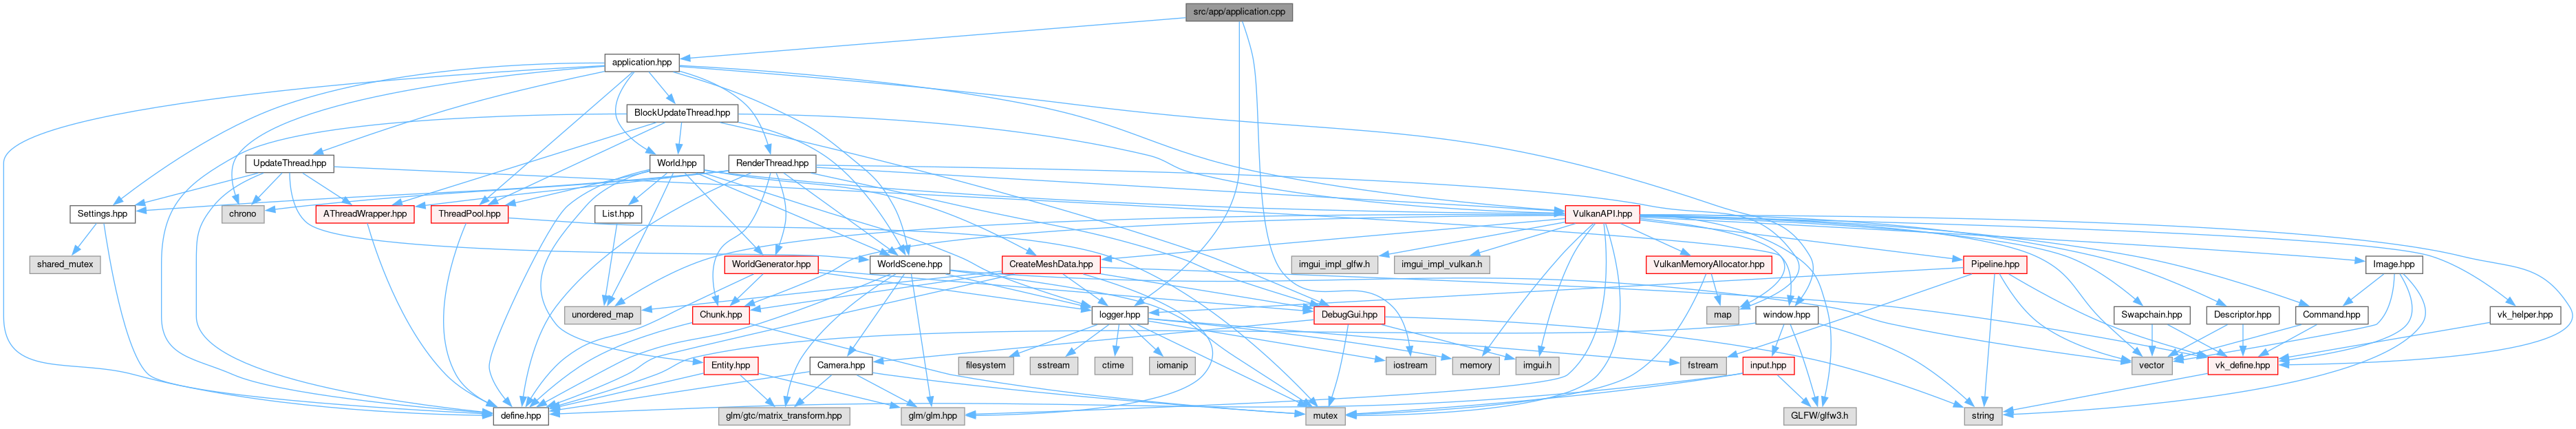 src/app/application.cpp
application.hpp
BlockUpdateThread.hpp
UpdateThread.hpp
World.hpp
RenderThread.hpp
Settings.hpp
chrono
AThreadWrapper.hpp
ThreadPool.hpp
List.hpp
VulkanAPI.hpp
shared_mutex
WorldGenerator.hpp
WorldScene.hpp
CreateMeshData.hpp
imgui_impl_glfw.h
imgui_impl_vulkan.h
VulkanMemoryAllocator.hpp
Pipeline.hpp
Image.hpp
unordered_map
Chunk.hpp
logger.hpp
DebugGui.hpp
map
window.hpp
Swapchain.hpp
Descriptor.hpp
Command.hpp
vk_helper.hpp
Entity.hpp
Camera.hpp
filesystem
sstream
ctime
iomanip
iostream
memory
imgui.h
fstream
input.hpp
vector
vk_define.hpp
define.hpp
glm/gtc/matrix_transform.hpp
glm/glm.hpp
mutex
GLFW/glfw3.h
string